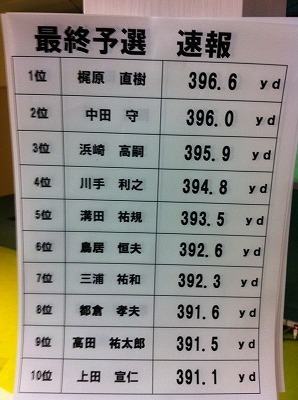 最終予選 速報
1位 梶原 直樹 396.6 yd
2位 中田 守 396.0 yd
3位 浜崎 高嗣 395.9 yd
4位 川手 利之 394.8 yd
5位 溝田 祐規 393.5 yd
6位 鳥居 恒夫 392.6 yd
7位 三浦 祐和 392.3 yd
8位 都倉 孝夫 391.6 yd
9位 高田 祐太郎 391.5 yd
10位 上田 宣仁 391.1 yd